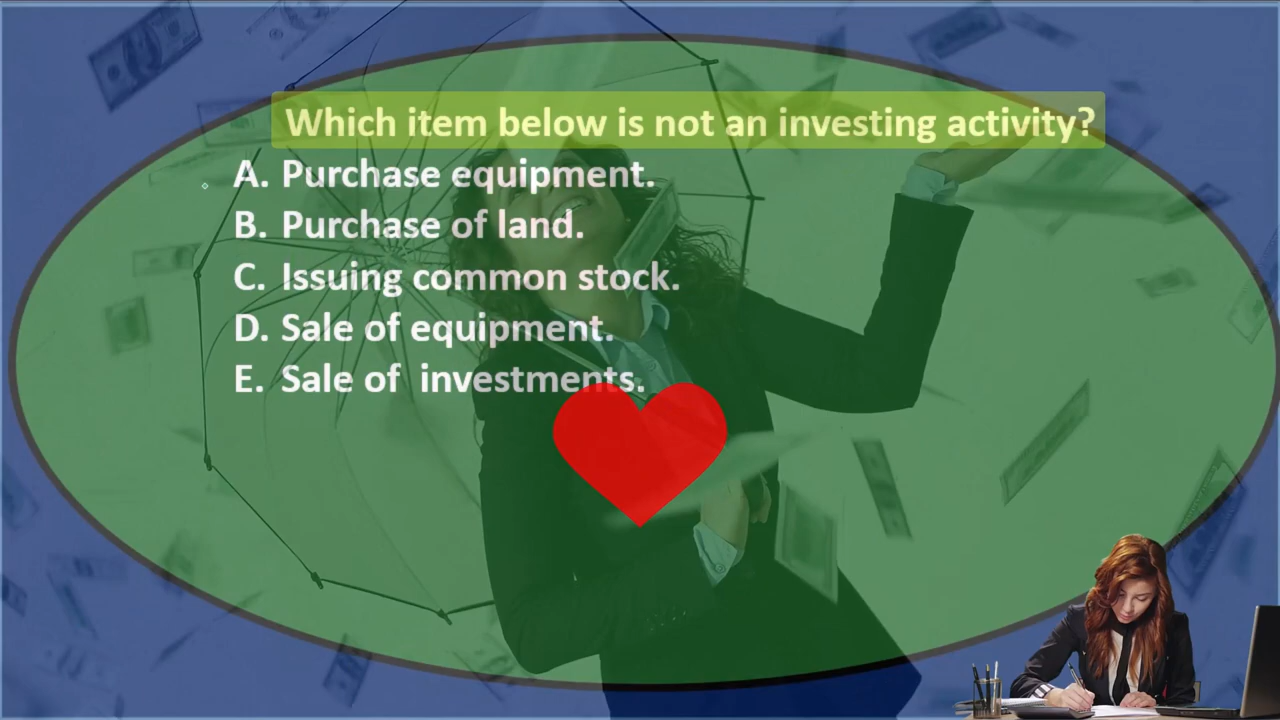 Which item below is not an investing activity?
A. Purchase equipment.
B. Purchase of land.
C. Issuing common stock.
D. Sale of equipment.
E. Sale of investments.